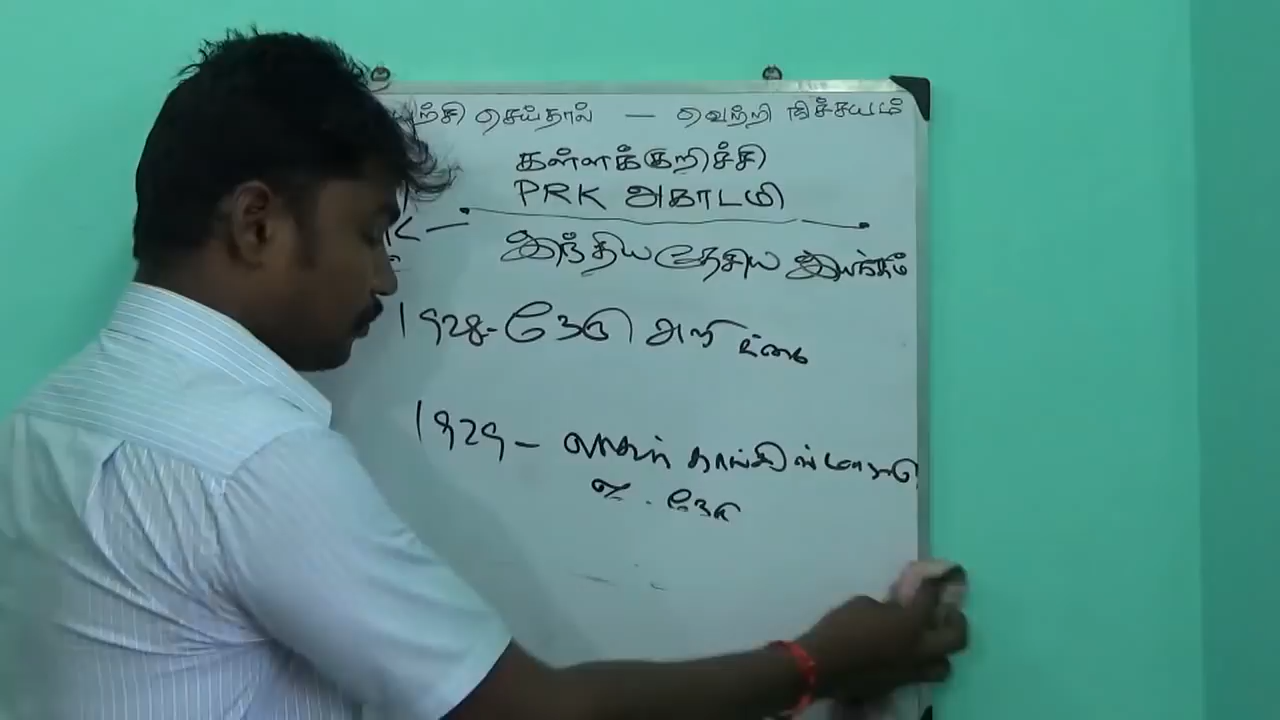 யற்சி செய்தால் — வெற்றி நிச்சயம்
கள்ளக்குறிச்சி
PRK அகாடமி
இந்திய தேசிய இயக்கம்
1928- நேரு அறிக்கை
1929 - லாகூர் காங்கிரஸ் மாநாடு
நேரு